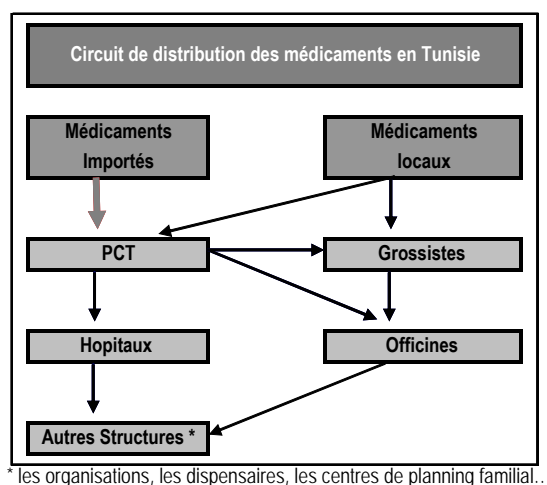 Circuit de distribution des médicaments en Tunisie
Médicaments
Importés
Médicaments
locaux
PCT
Grossistes
Hopitaux
Officines
Autres Structures *
* les organisations, les dispensaires, les centres de planning familial..